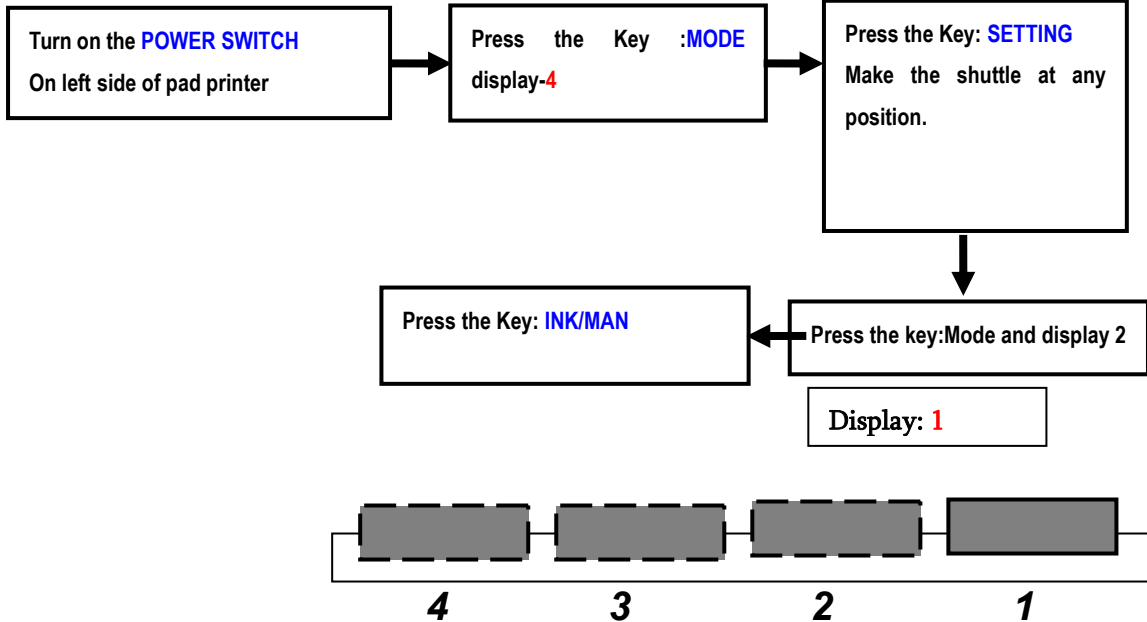 Turn on the POWER SWITCH
On left side of pad printer
Press the Key :MODE
display-4
Press the Key: SETTING
Make the shuttle at any
position.
Press the key:Mode and display 2
Press the Key: INK/MAN
Display: 1
4 3 2 1